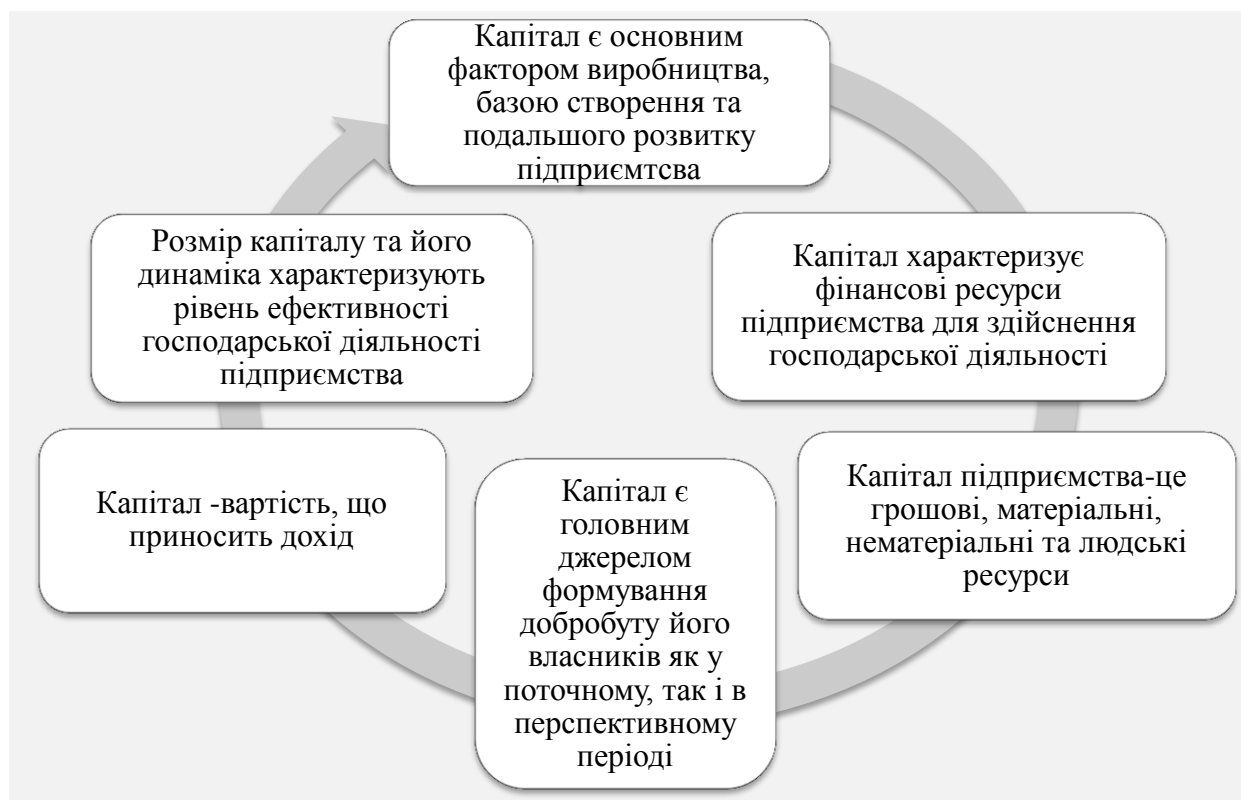 Капітал є основним
фактором виробництва,
базою створення та
подальшого розвитку
підприємтсва
Капітал характеризує
фінансові ресурси
підприємства для здійснення
господарської діяльності
Капітал підприємства-це
грошові, матеріальні,
нематеріальні та людські
ресурси
Капітал є
головним
джерелом
формування
добробуту його
власників як у
поточному, так і в
перспективному
періоді
Капітал -вартість, що
приносить дохід
Розмір капіталу та його
динаміка характеризують
рівень ефективності
господарської діяльності
підприємства